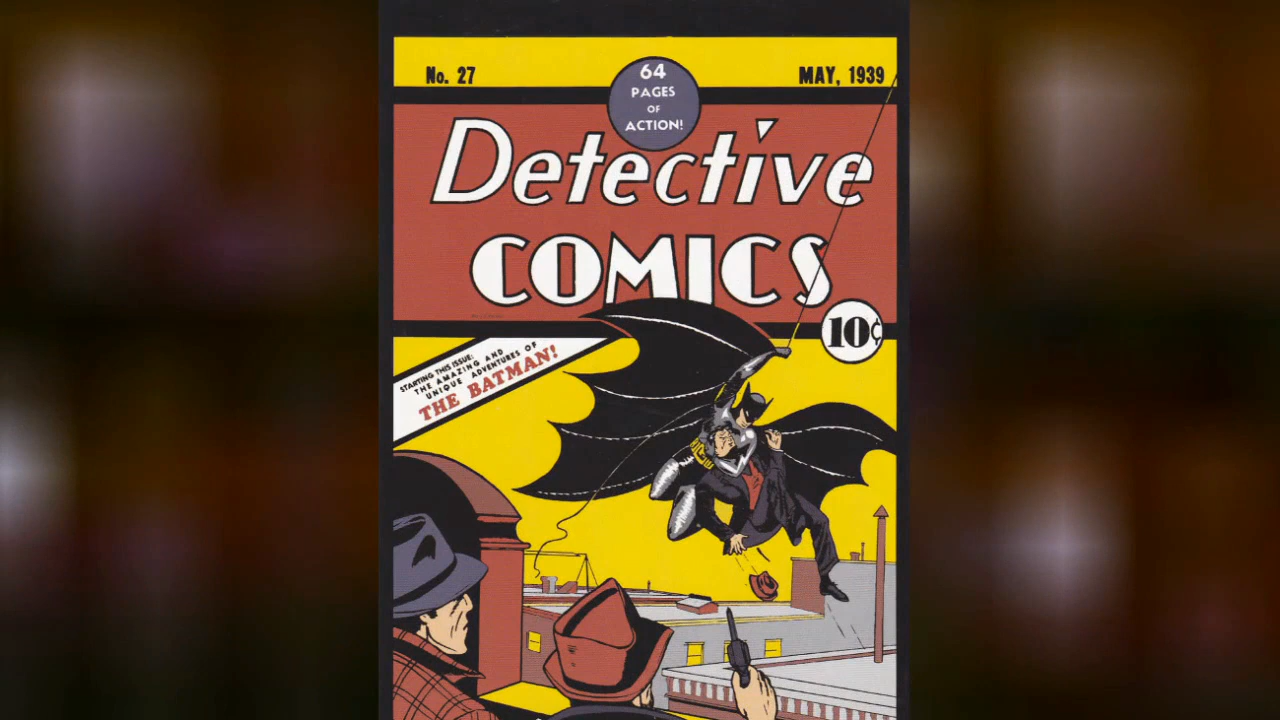 No. 27
64
PAGES
OF
ACTION!
MAY, 1939
Detective
COMICS
10¢
STARTING THIS ISSUE:
THE AMAZING AND
UNIQUE ADVENTURES OF
THE BATMAN!